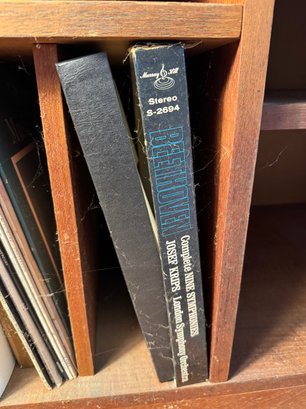 Murray Hill
Stereo
S-2694
BEETHOVEN
Complete NINE SYMPHONIES
JOSEF KRIPS London Symphony Orchestra